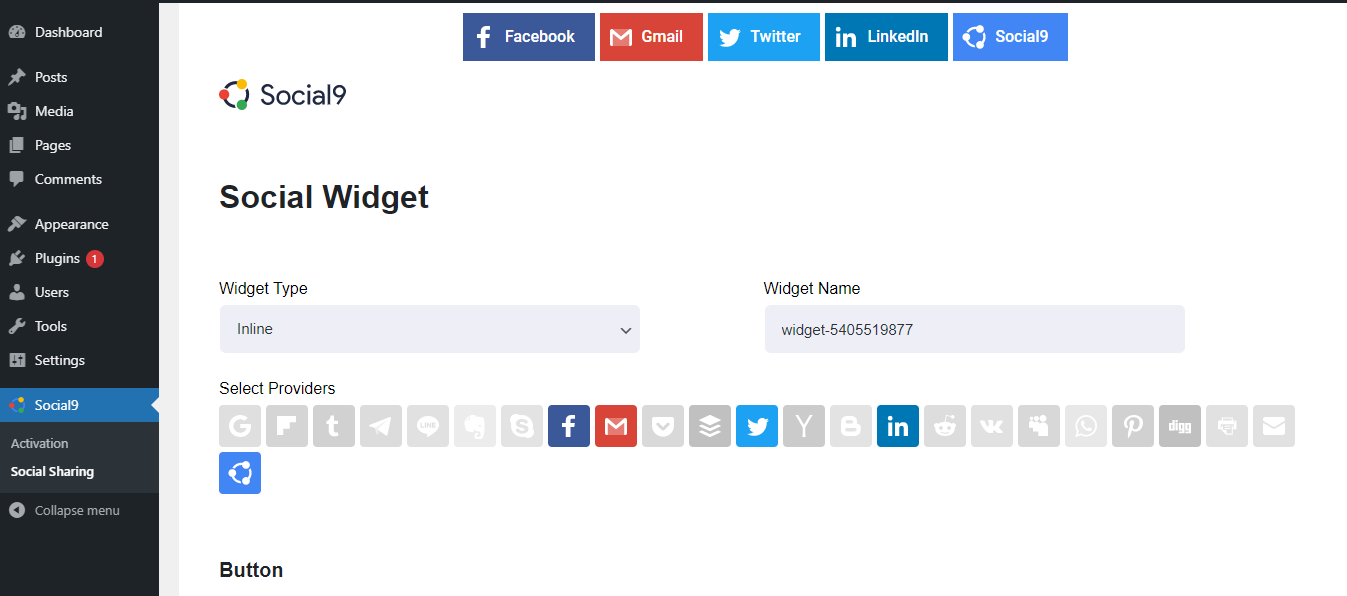 Dashboard
Posts
Media
Pages
Comments
Appearance
Plugins 1
Users
Tools
Settings
Social9
Activation
Social Sharing
Collapse menu
Facebook Gmail Twitter LinkedIn Social9
Social9
Social Widget
Widget Type Widget Name
Inline widget-5405519877
Select Providers
LINE digg
Button